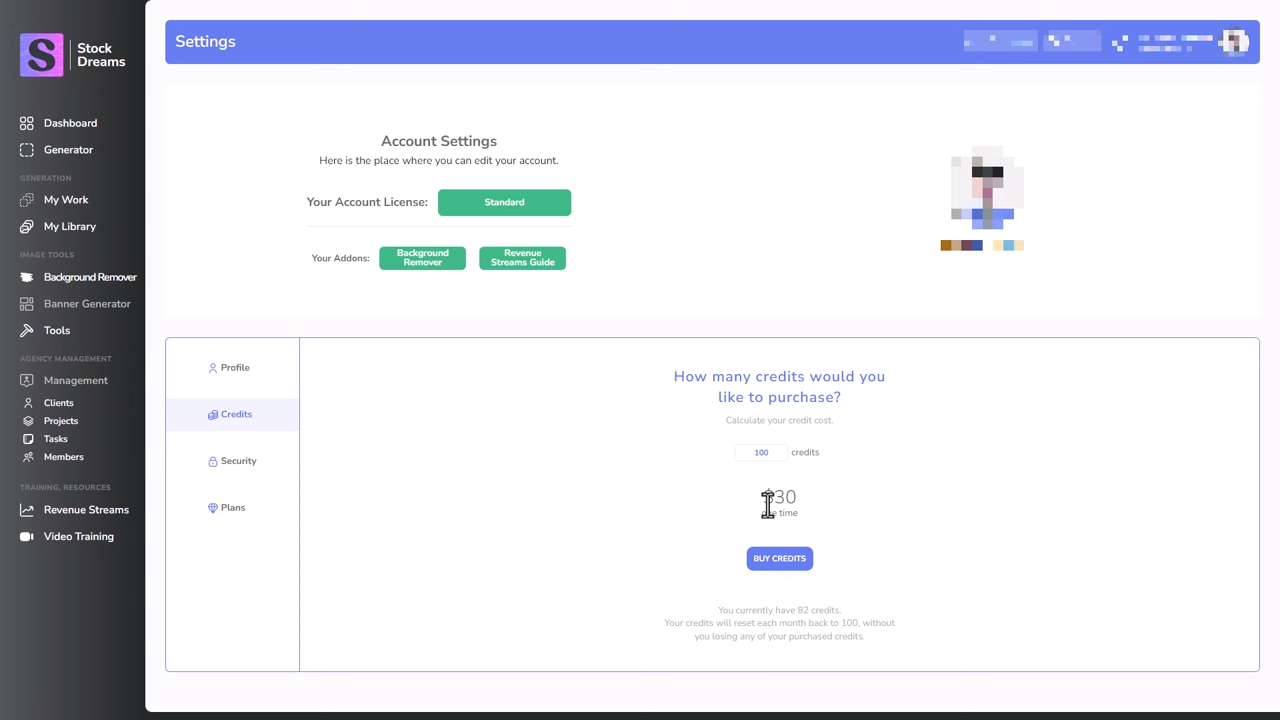 Stock
Dreams
Dashboard
Generator
GENERATION
My Work
My Library
IMAGE TOOLS
Background Remover
Banner Generator
Tools
AGENCY MANAGEMENT
Management
Clients
Projects
Tasks
Members
TRAINING, RESOURCES
Revenue Streams
Video Training
Settings
Account Settings
Here is the place where you can edit your account.
Your Account License: Standard
Your Addons: Background
Remover
Revenue
Streams Guide
Profile
Credits
Security
Plans
How many credits would you
like to purchase?
Calculate your credit cost.
100 credits
$30
time
BUY CREDITS
You currently have 82 credits.
Your credits will reset each month back to 100, without
you losing any of your purchased credits.